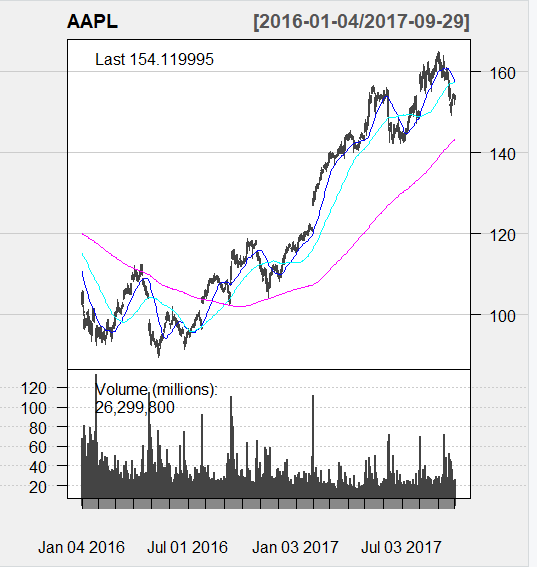 AAPL [2016-01-04/2017-09-29]
Last 154.119995
160
140
120
100
Volume (millions):
26,299,800
120
100
80
60
40
20
Jan 04 2016 Jul 01 2016 Jan 03 2017 Jul 03 2017